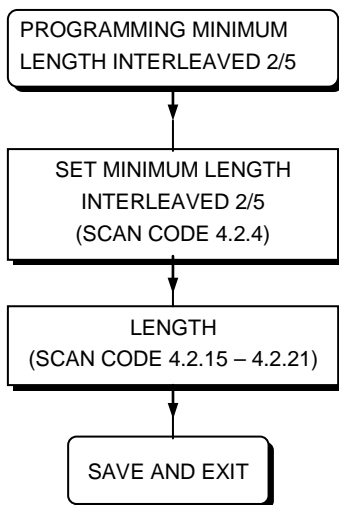 PROGRAMMING MINIMUM
LENGTH INTERLEAVED 2/5
SET MINIMUM LENGTH
INTERLEAVED 2/5
(SCAN CODE 4.2.4)
LENGTH
(SCAN CODE 4.2.15 – 4.2.21)
SAVE AND EXIT